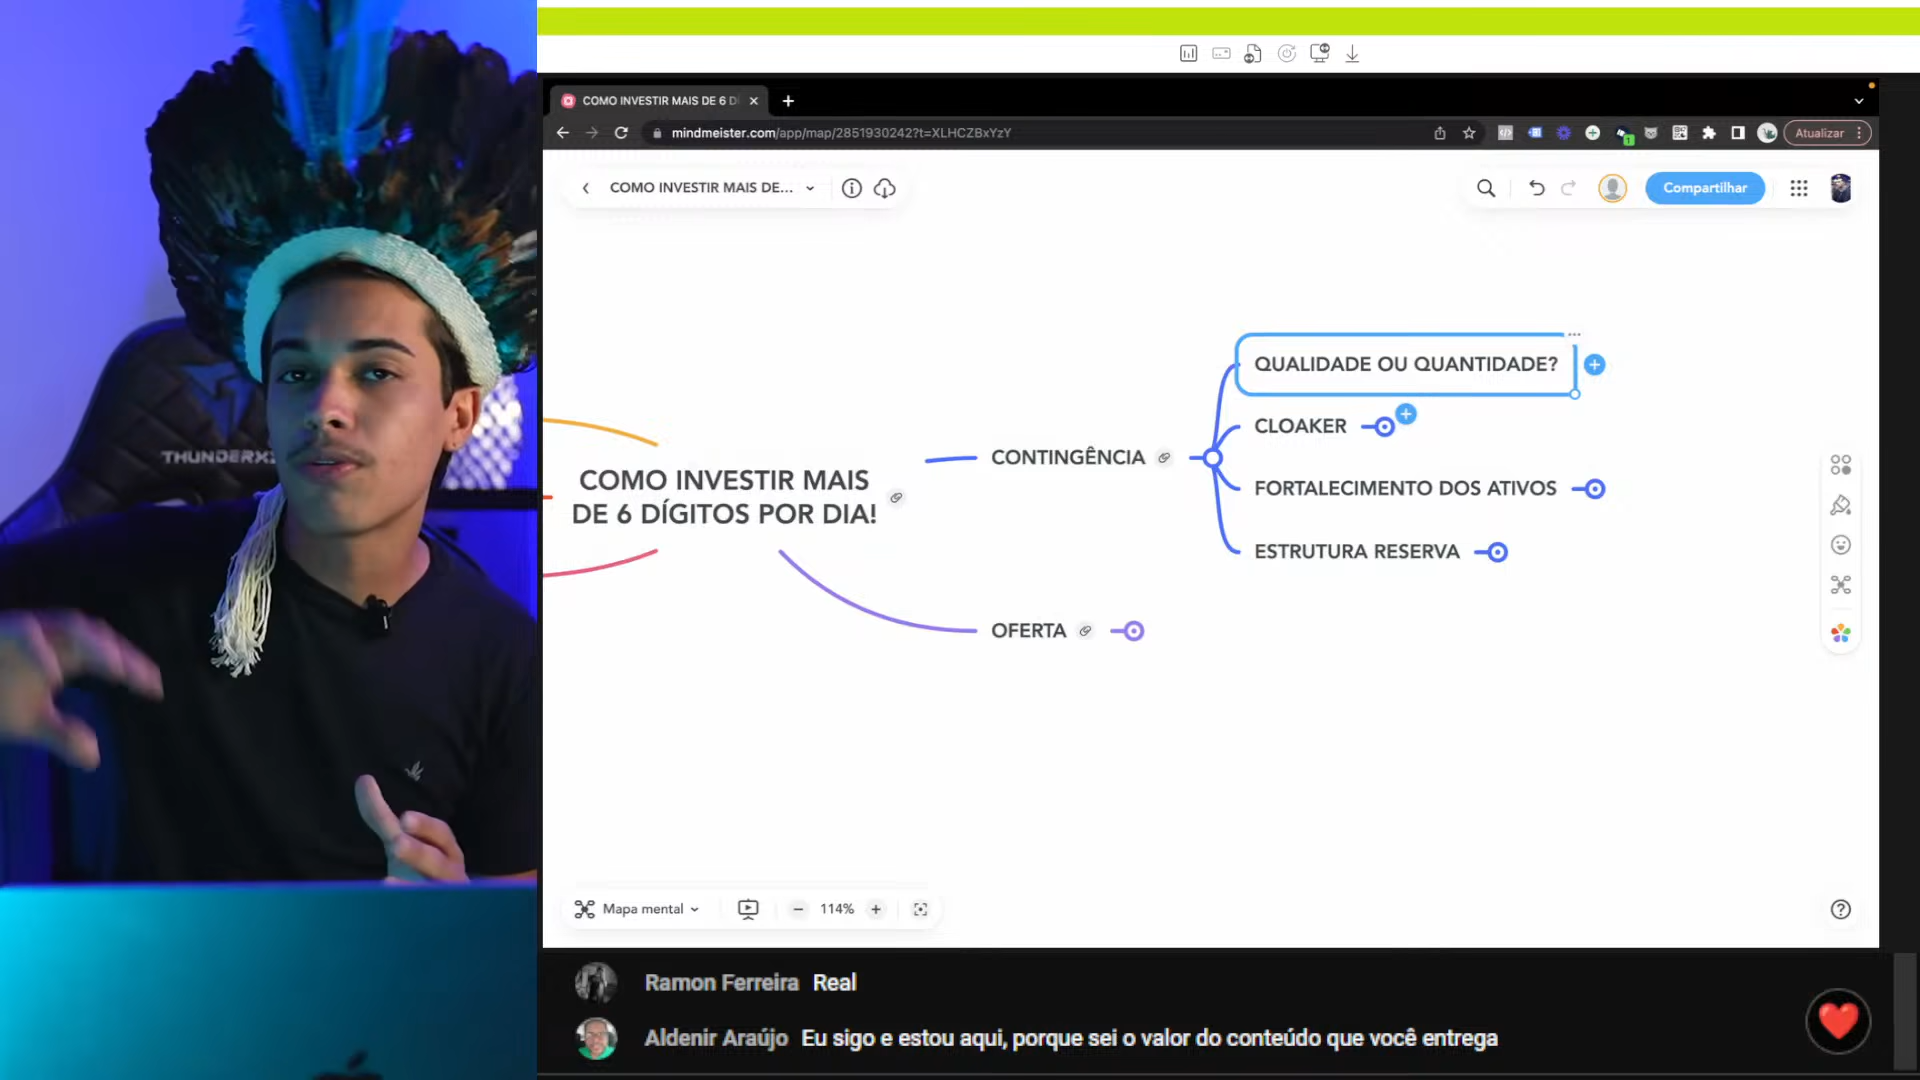 THUNDERX3
COMO INVESTIR MAIS DE 6 D
mindmeister.com/app/map/2851930242?t=XLHCZBxYzY
1
Atualizar
COMO INVESTIR MAIS DE...
Compartilhar
QUALIDADE OU QUANTIDADE?
CLOAKER
CONTINGÊNCIA
FORTALECIMENTO DOS ATIVOS
COMO INVESTIR MAIS
DE 6 DÍGITOS POR DIA!
ESTRUTURA RESERVA
OFERTA
Mapa mental
114%
Ramon Ferreira Real
Aldenir Araújo Eu sigo e estou aqui, porque sei o valor do conteúdo que você entrega